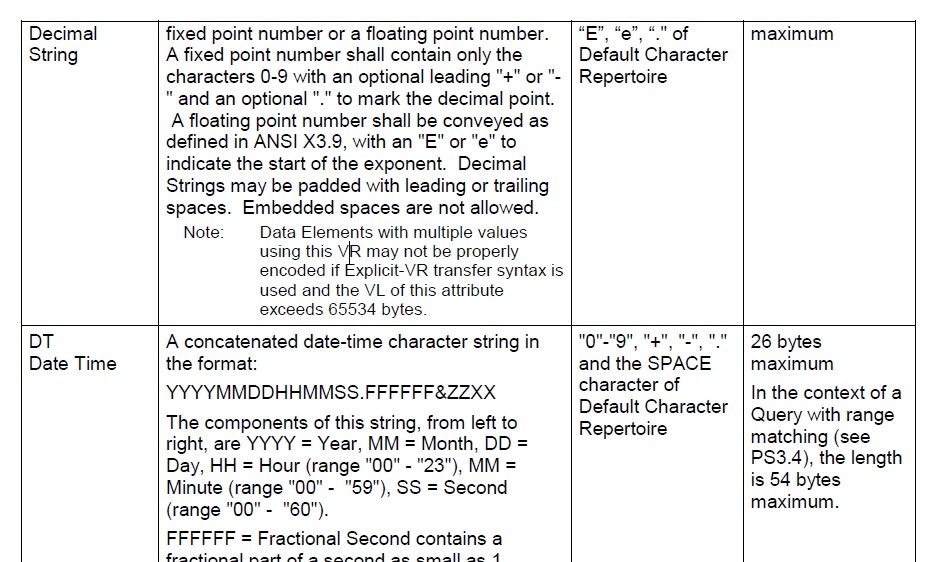 Decimal
String
fixed point number or a floating point number.
A fixed point number shall contain only the
characters 0-9 with an optional leading "+" or "-
" and an optional "." to mark the decimal point.
A floating point number shall be conveyed as
defined in ANSI X3.9, with an "E" or "e" to
indicate the start of the exponent.  Decimal
Strings may be padded with leading or trailing
spaces.  Embedded spaces are not allowed.
Note: Data Elements with multiple values
using this VR may not be properly
encoded if Explicit-VR transfer syntax is
used and the VL of this attribute
exceeds 65534 bytes.
“E”, “e”, “.” of
Default Character
Repertoire
maximum
DT
Date Time
A concatenated date-time character string in
the format:
YYYYMMDDHHMMSS.FFFFFF&ZZXX
The components of this string, from left to
right, are YYYY = Year, MM = Month, DD =
Day, HH = Hour (range "00" - "23"), MM =
Minute (range "00" -  "59"), SS = Second
(range "00" -  "60").
FFFFFF = Fractional Second contains a
fractional part of a second as small as 1
"0"-"9", "+", "-", "."
and the SPACE
character of
Default Character
Repertoire
26 bytes
maximum
In the context of a
Query with range
matching (see
PS3.4), the length
is 54 bytes
maximum.